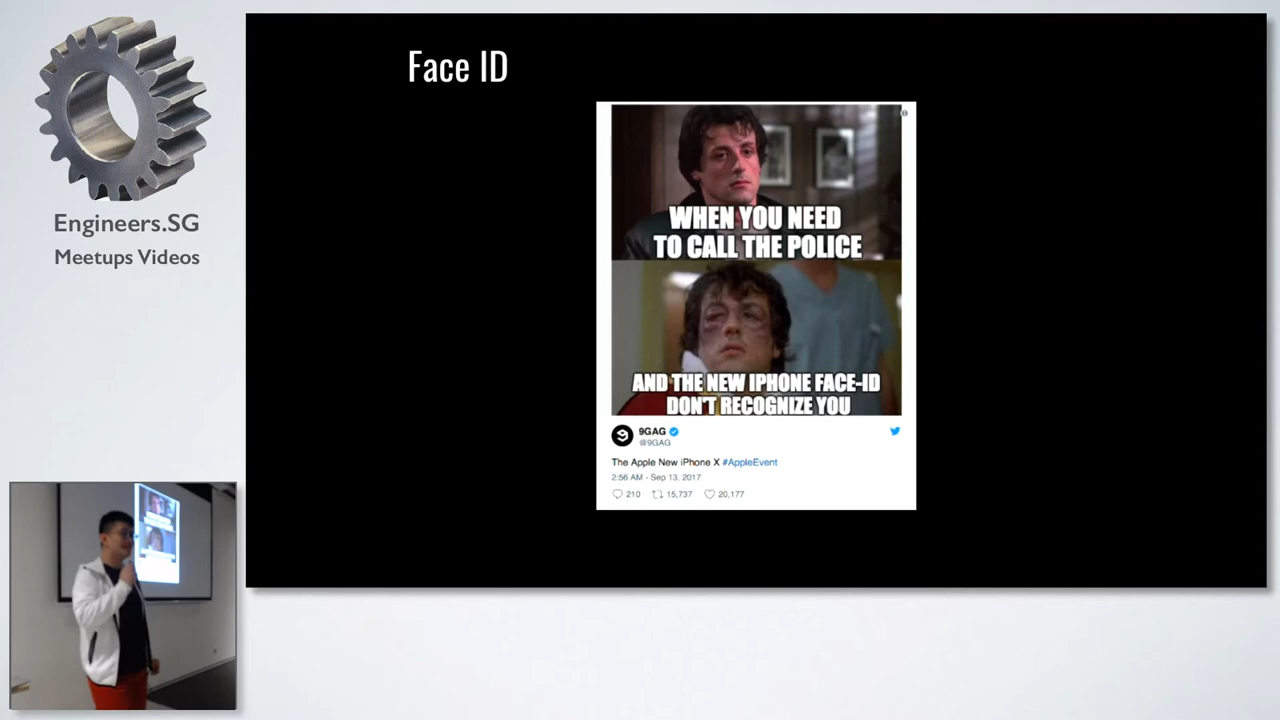 Engineers.SG
Meetups Videos
Face ID
WHEN YOU NEED
TO CALL THE POLICE
AND THE NEW IPHONE FACE-ID
DON'T RECOGNIZE YOU
9GAG
@9GAG
The Apple New iPhone X #AppleEvent
2:56 AM - Sep 13, 2017
210 15,737 20,177